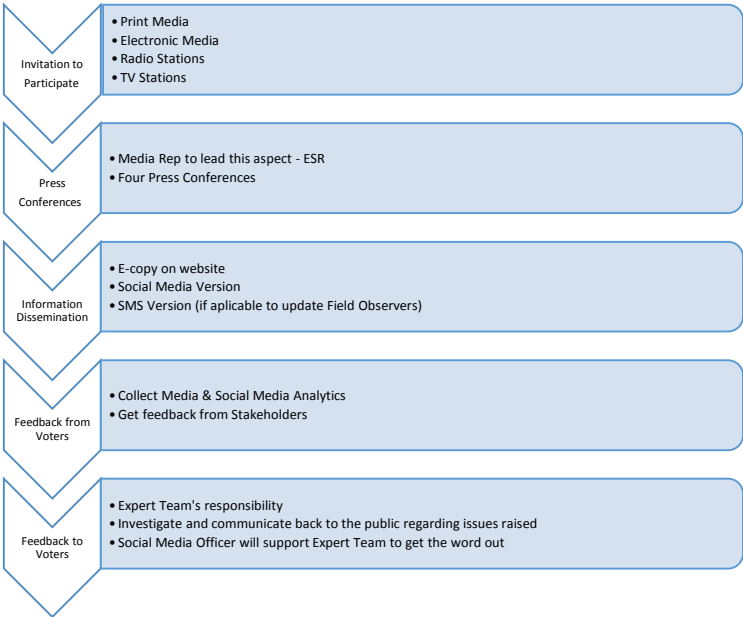 Invitation to
Participate
• Print Media
• Electronic Media
• Radio Stations
• TV Stations
Press
Conferences
• Media Rep to lead this aspect - ESR
• Four Press Conferences
Information
Dissemination
• E-copy on website
• Social Media Version
• SMS Version (if aplicable to update Field Observers)
Feedback from
Voters
• Collect Media & Social Media Analytics
• Get feedback from Stakeholders
Feedback to
Voters
• Expert Team's responsibility
• Investigate and communicate back to the public regarding issues raised
• Social Media Officer will support Expert Team to get the word out